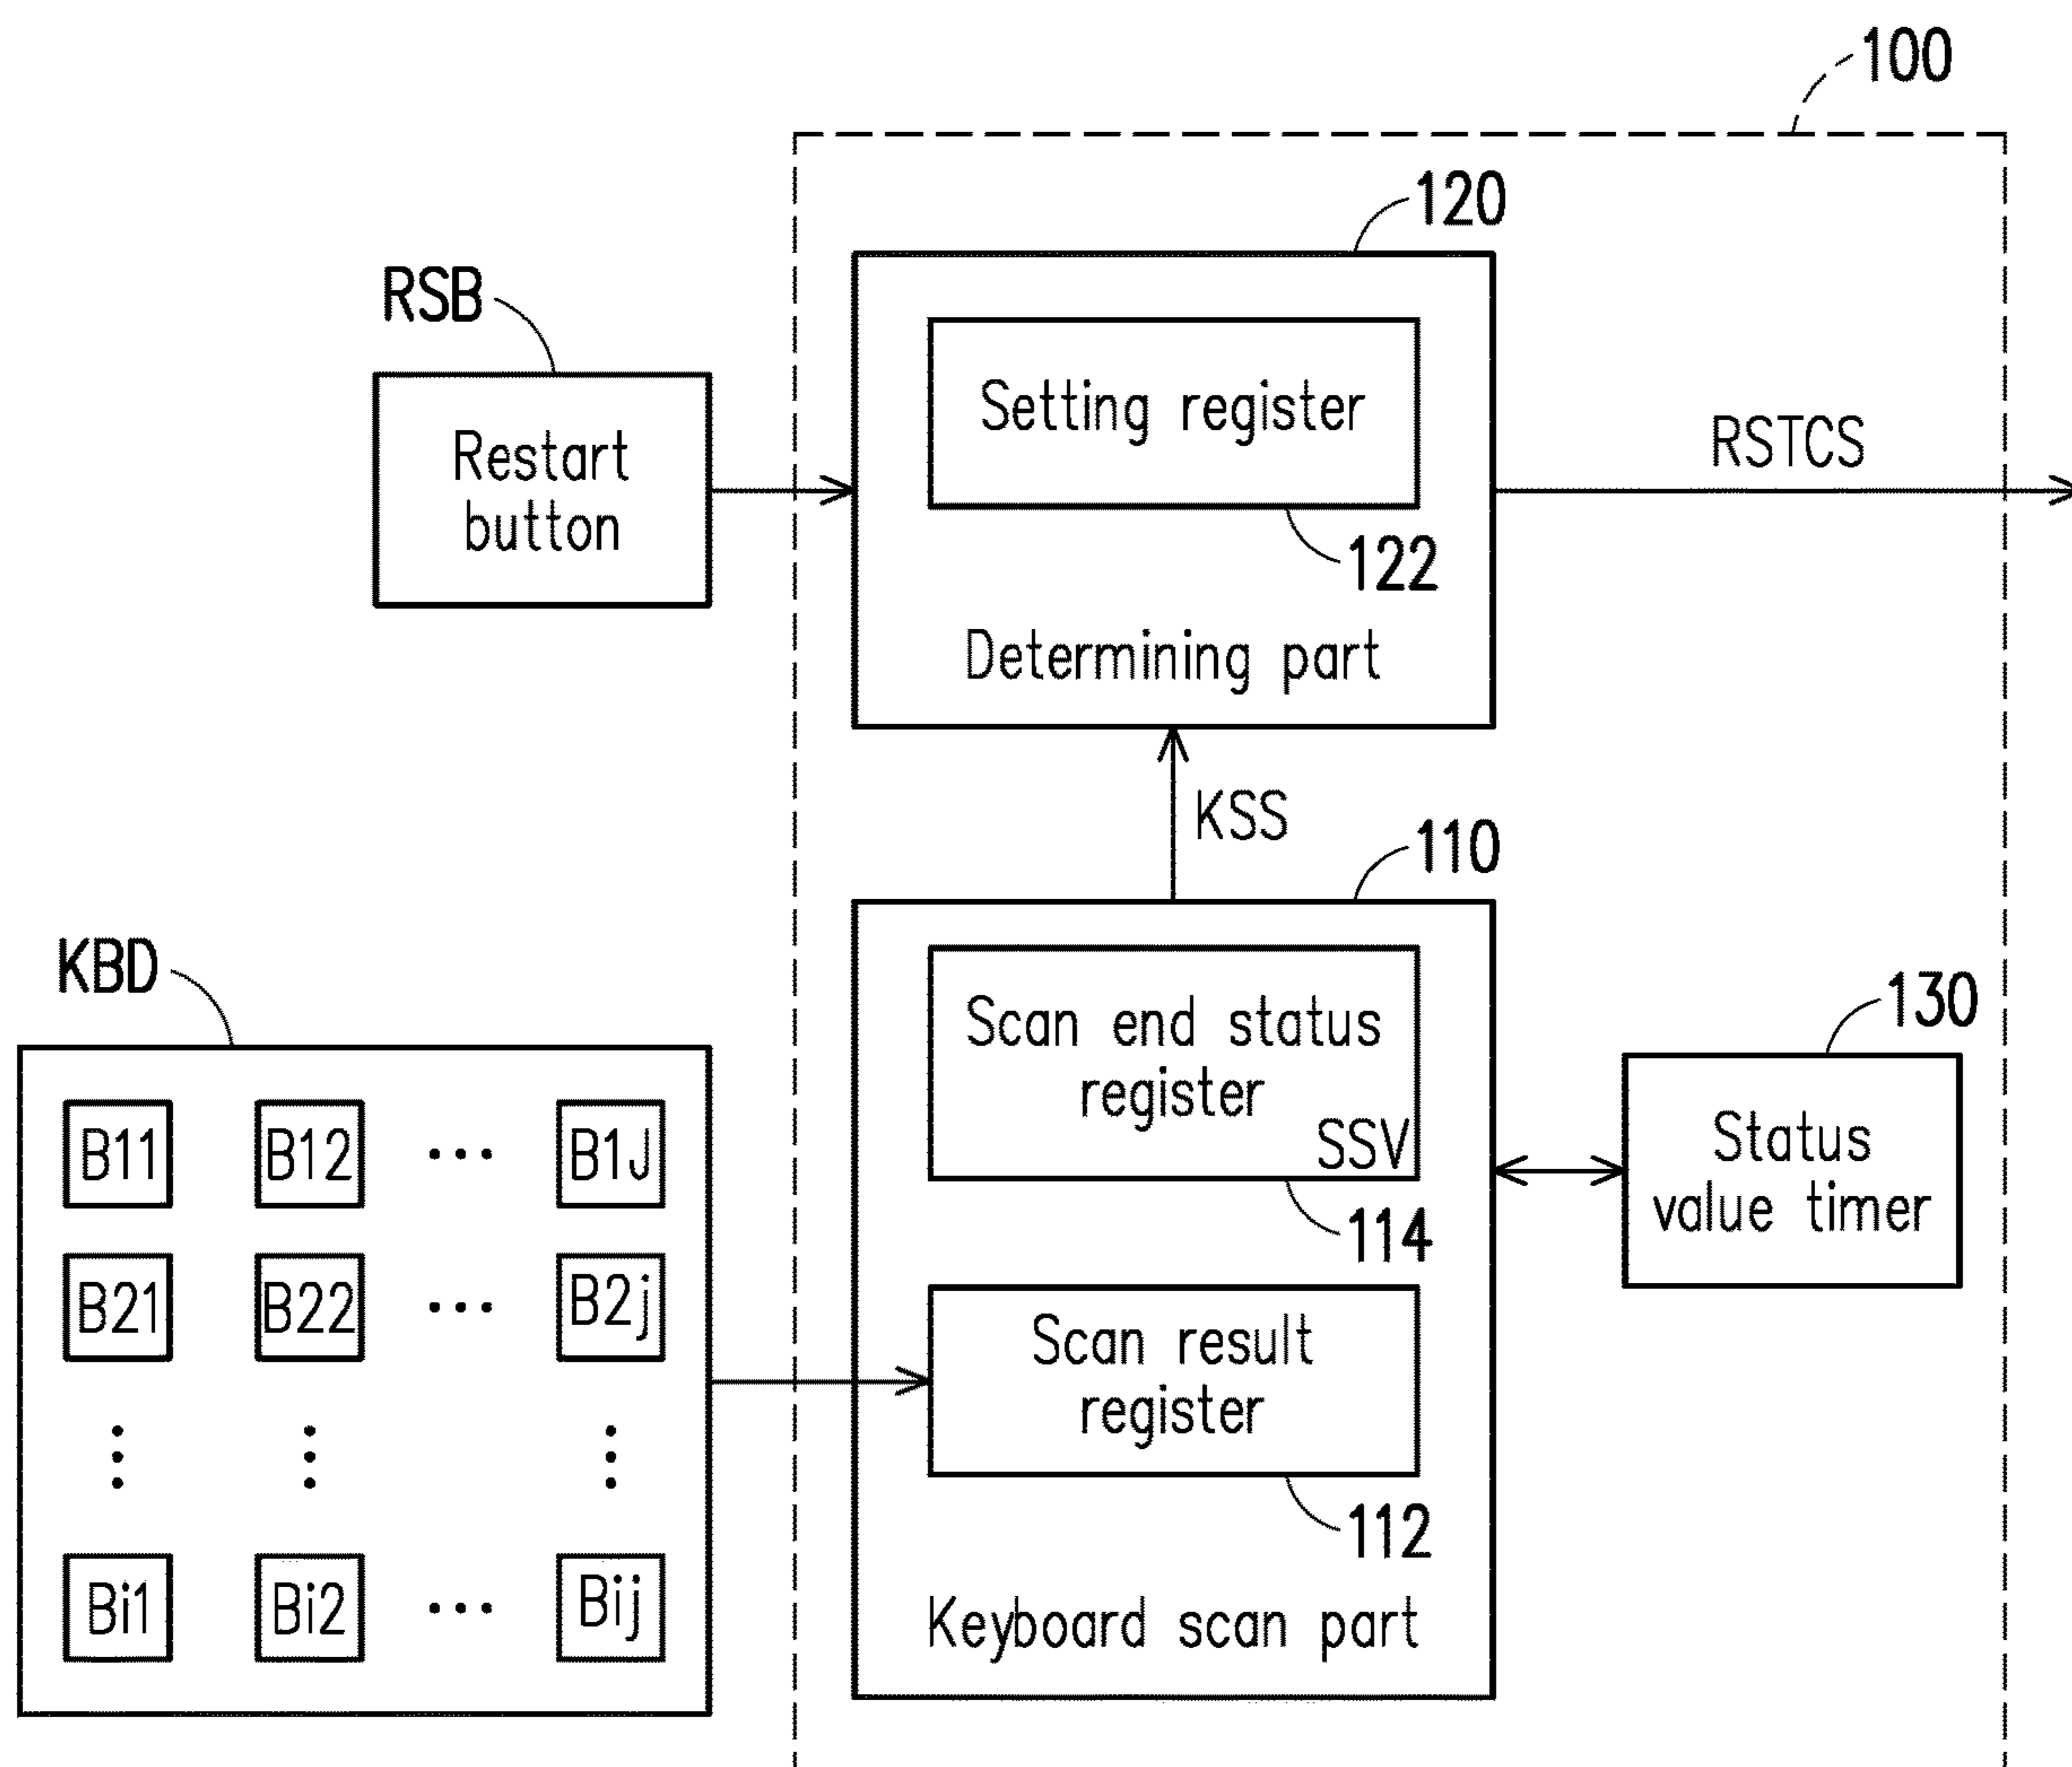 100
120
RSB
Setting register
Restart
button
RSTCS
122
Determining part
KSS
110
KBD
130
Scan end status
register
SSV
B11 B12 ... B1J
Status
value timer
114
B21 B22 ... B2j
Scan result
register
112
Bi1 Bi2 ... Bij
Keyboard scan part